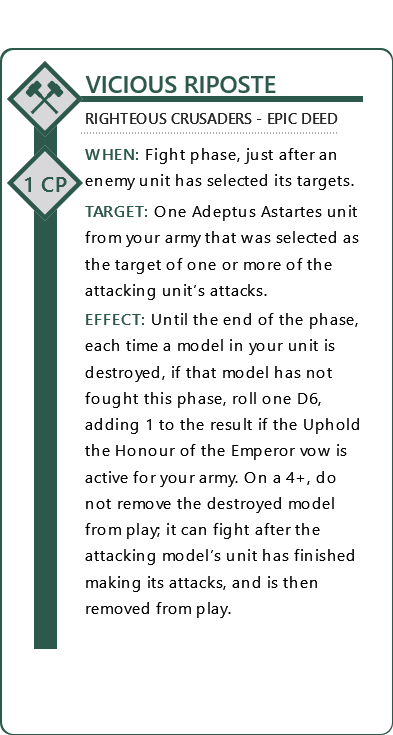 VICIOUS RIPOSTE
RIGHTEOUS CRUSADERS - EPIC DEED
1 CP
WHEN: Fight phase, just after an
enemy unit has selected its targets.
TARGET: One Adeptus Astartes unit
from your army that was selected as
the target of one or more of the
attacking unit's attacks.
EFFECT: Until the end of the phase,
each time a model in your unit is
destroyed, if that model has not
fought this phase, roll one D6,
adding 1 to the result if the Uphold
the Honour of the Emperor vow is
active for your army. On a 4+, do
not remove the destroyed model
from play; it can fight after the
attacking model's unit has finished
making its attacks, and is then
removed from play.